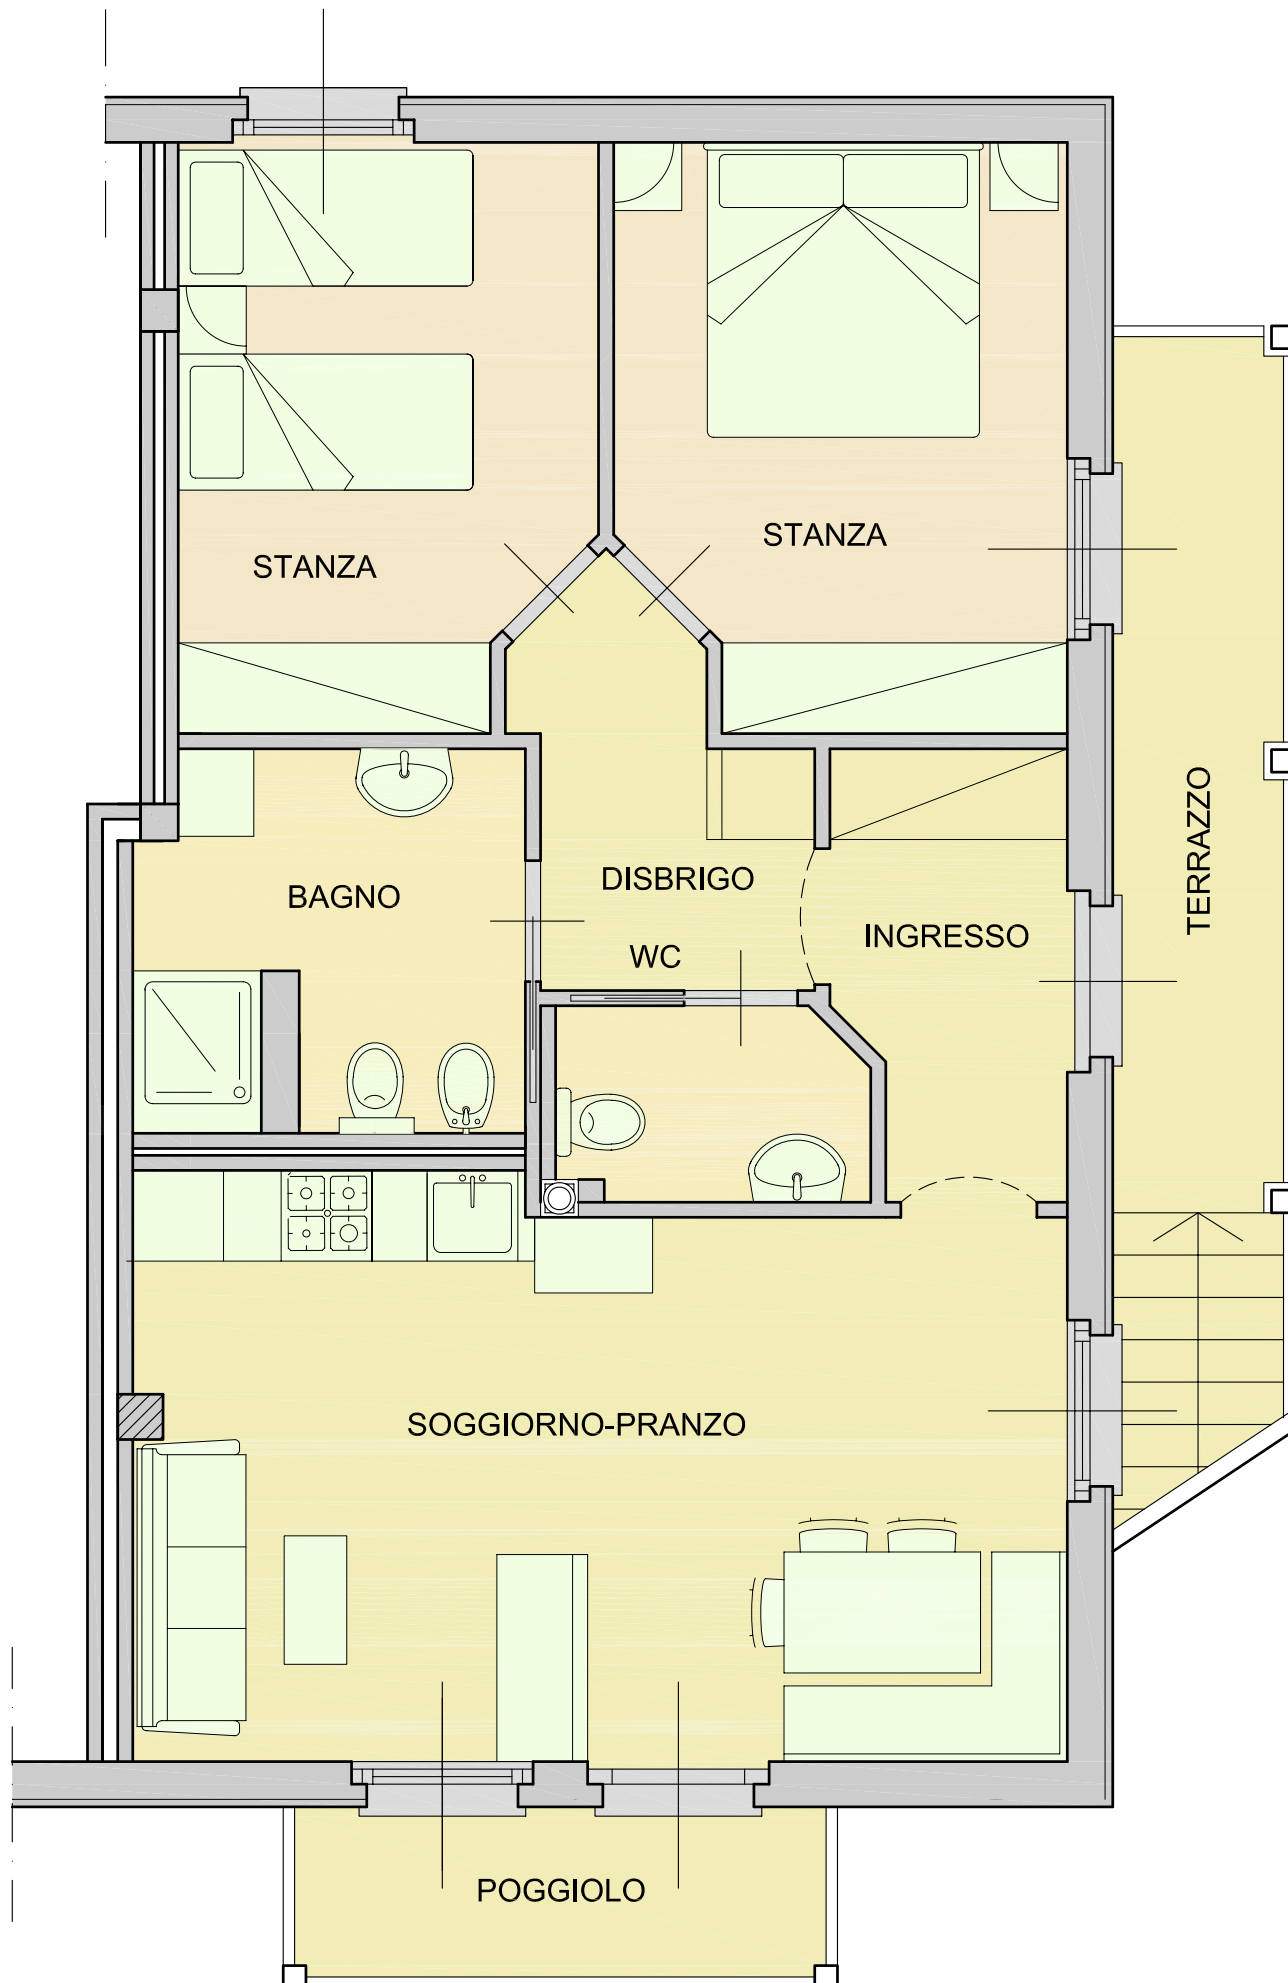 STANZA
STANZA
TERRAZZO
BAGNO
DISBRIGO
INGRESSO
WC
SOGGIORNO-PRANZO
POGGIOLO